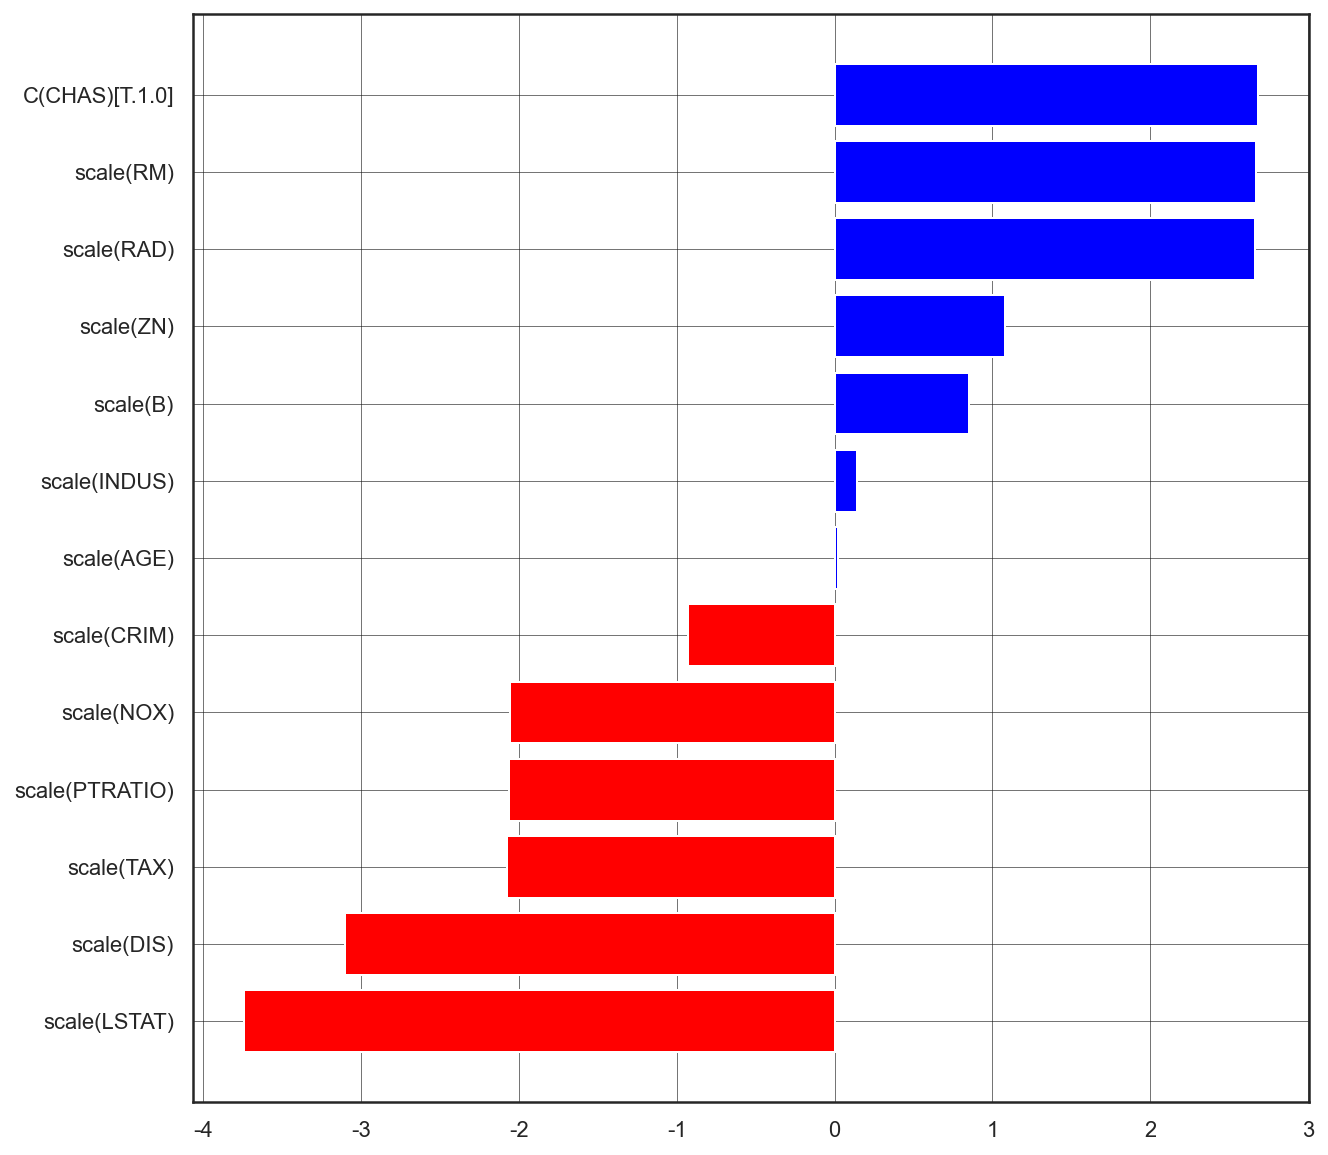 C(CHAS)[T.1.0]
scale(RM)
scale(RAD)
scale(ZN)
scale(B)
scale(INDUS)
scale(AGE)
scale(CRIM)
scale(NOX)
scale(PTRATIO)
scale(TAX)
scale(DIS)
scale(LSTAT)
-4 -3 -2 -1 0 1 2 3